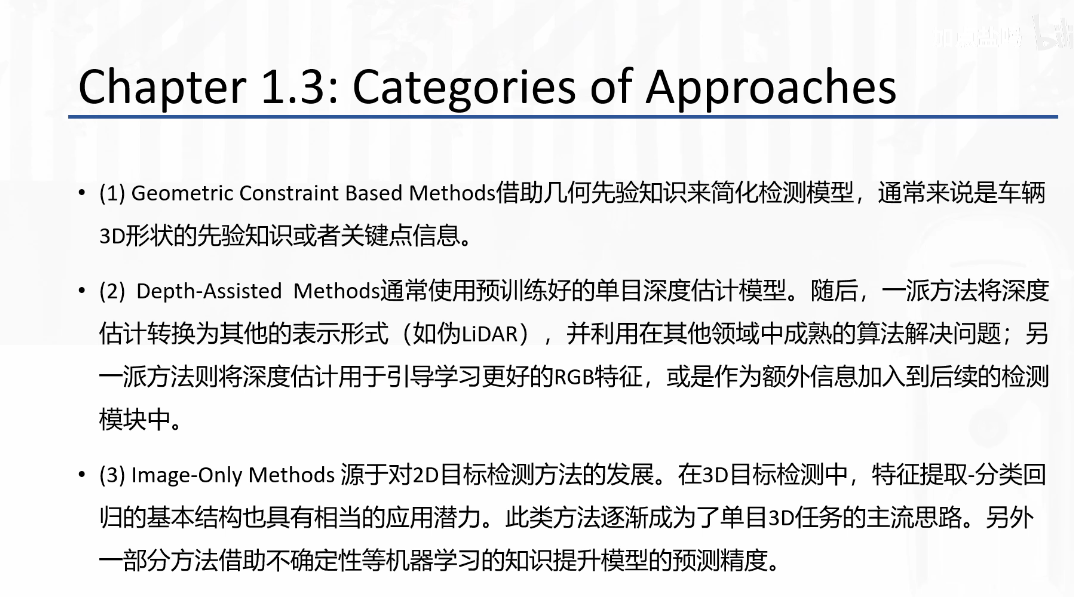 Chapter 1.3: Categories of Approaches
• (1) Geometric Constraint Based Methods借助几何先验知识来简化检测模型，通常来说是车辆
3D形状的先验知识或者关键点信息。
• (2) Depth-Assisted Methods通常使用预训练好的单目深度估计模型。随后，一派方法将深度
估计转换为其他的表示形式（如伪LiDAR），并利用在其他领域中成熟的算法解决问题；另
一派方法则将深度估计用于引导学习更好的RGB特征，或是作为额外信息加入到后续的检测
模块中。
• (3) Image-Only Methods 源于对2D目标检测方法的发展。在3D目标检测中，特征提取-分类回
归的基本结构也具有相当的应用潜力。此类方法逐渐成为了单目3D任务的主流思路。另外
一部分方法借助不确定性等机器学习的知识提升模型的预测精度。